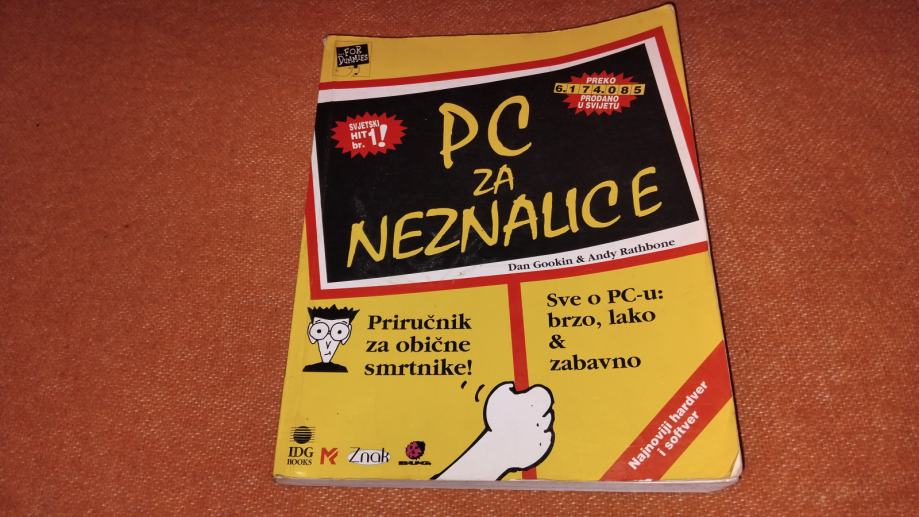 FOR
DUMMIES
PREKO
6.174.085
PRODANO
U SVIJETU
SVJETSKI
HIT
br. 1!
PC
ZA
NEZNALICE
Dan Gookin & Andy Rathbone
Priručnik
za obične
smrtnike!
Sve o PC-u:
brzo, lako
&
zabavno
Najnoviji hardver
i softver
IDG
BOOKS
Znak
BUG